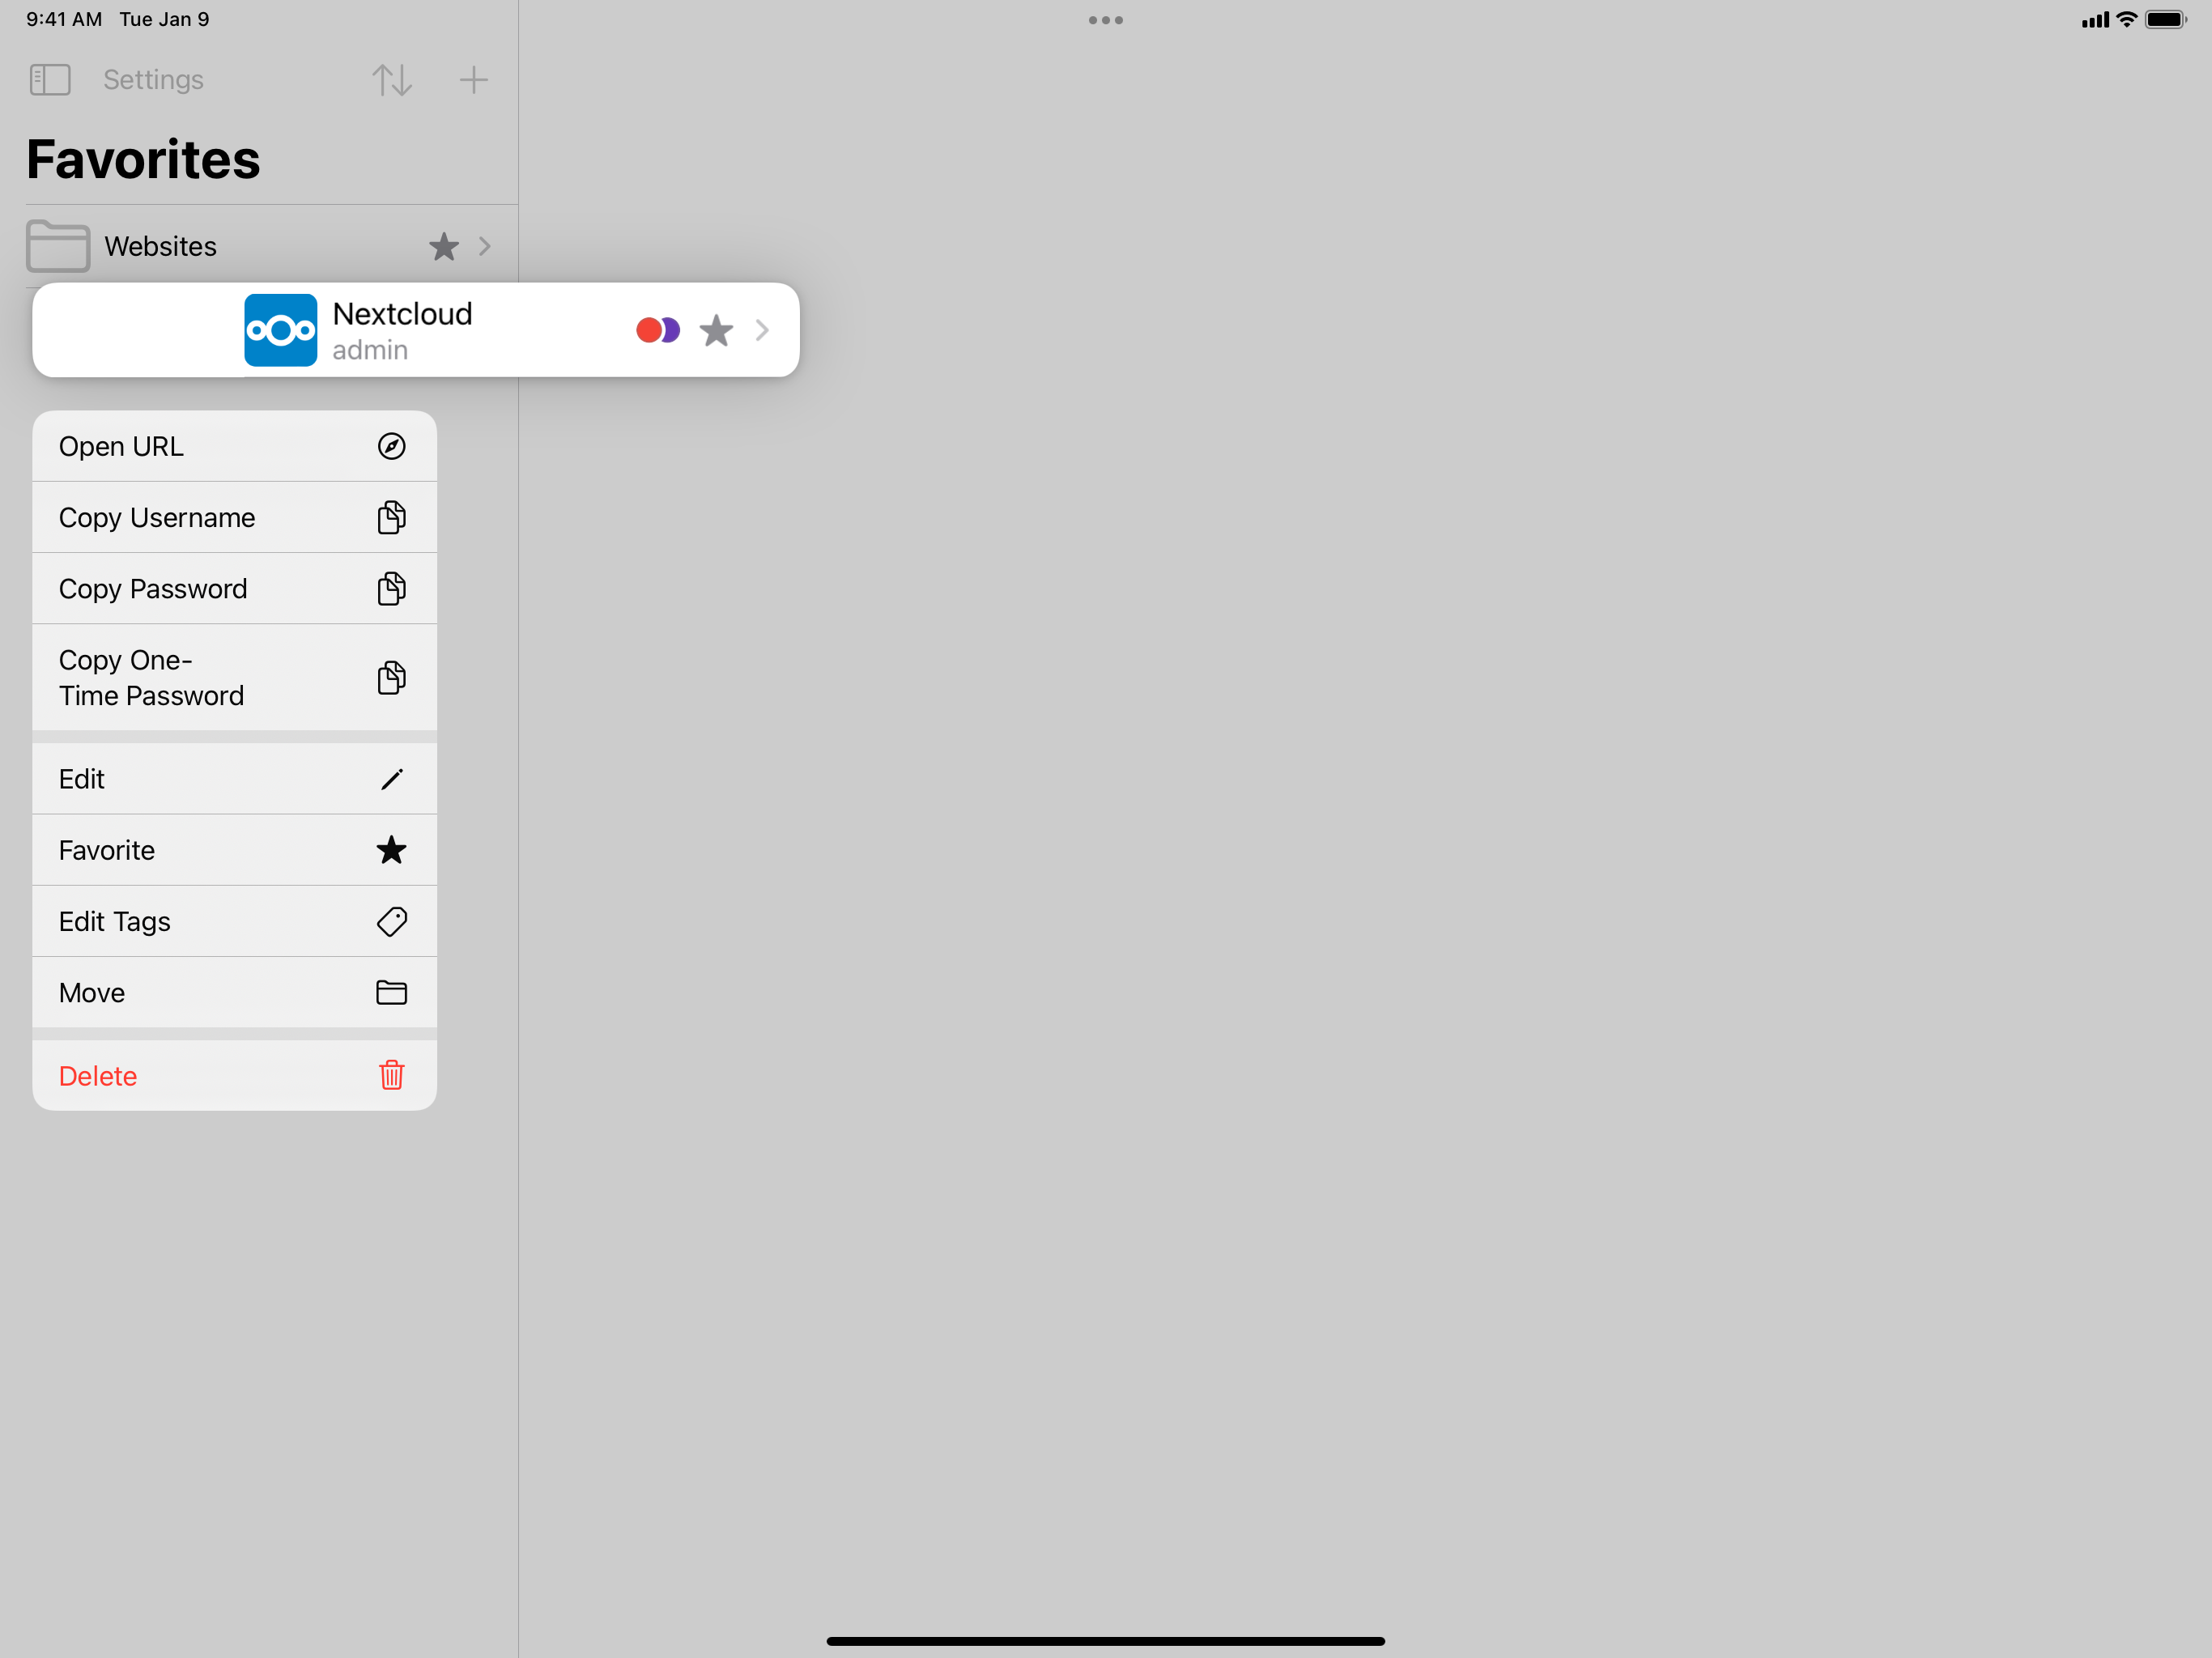 9:41 AM Tue Jan 9
Settings
Favorites
Websites
Nextcloud
admin
Open URL
Copy Username
Copy Password
Copy One-
Time Password
Edit
Favorite
Edit Tags
Move
Delete